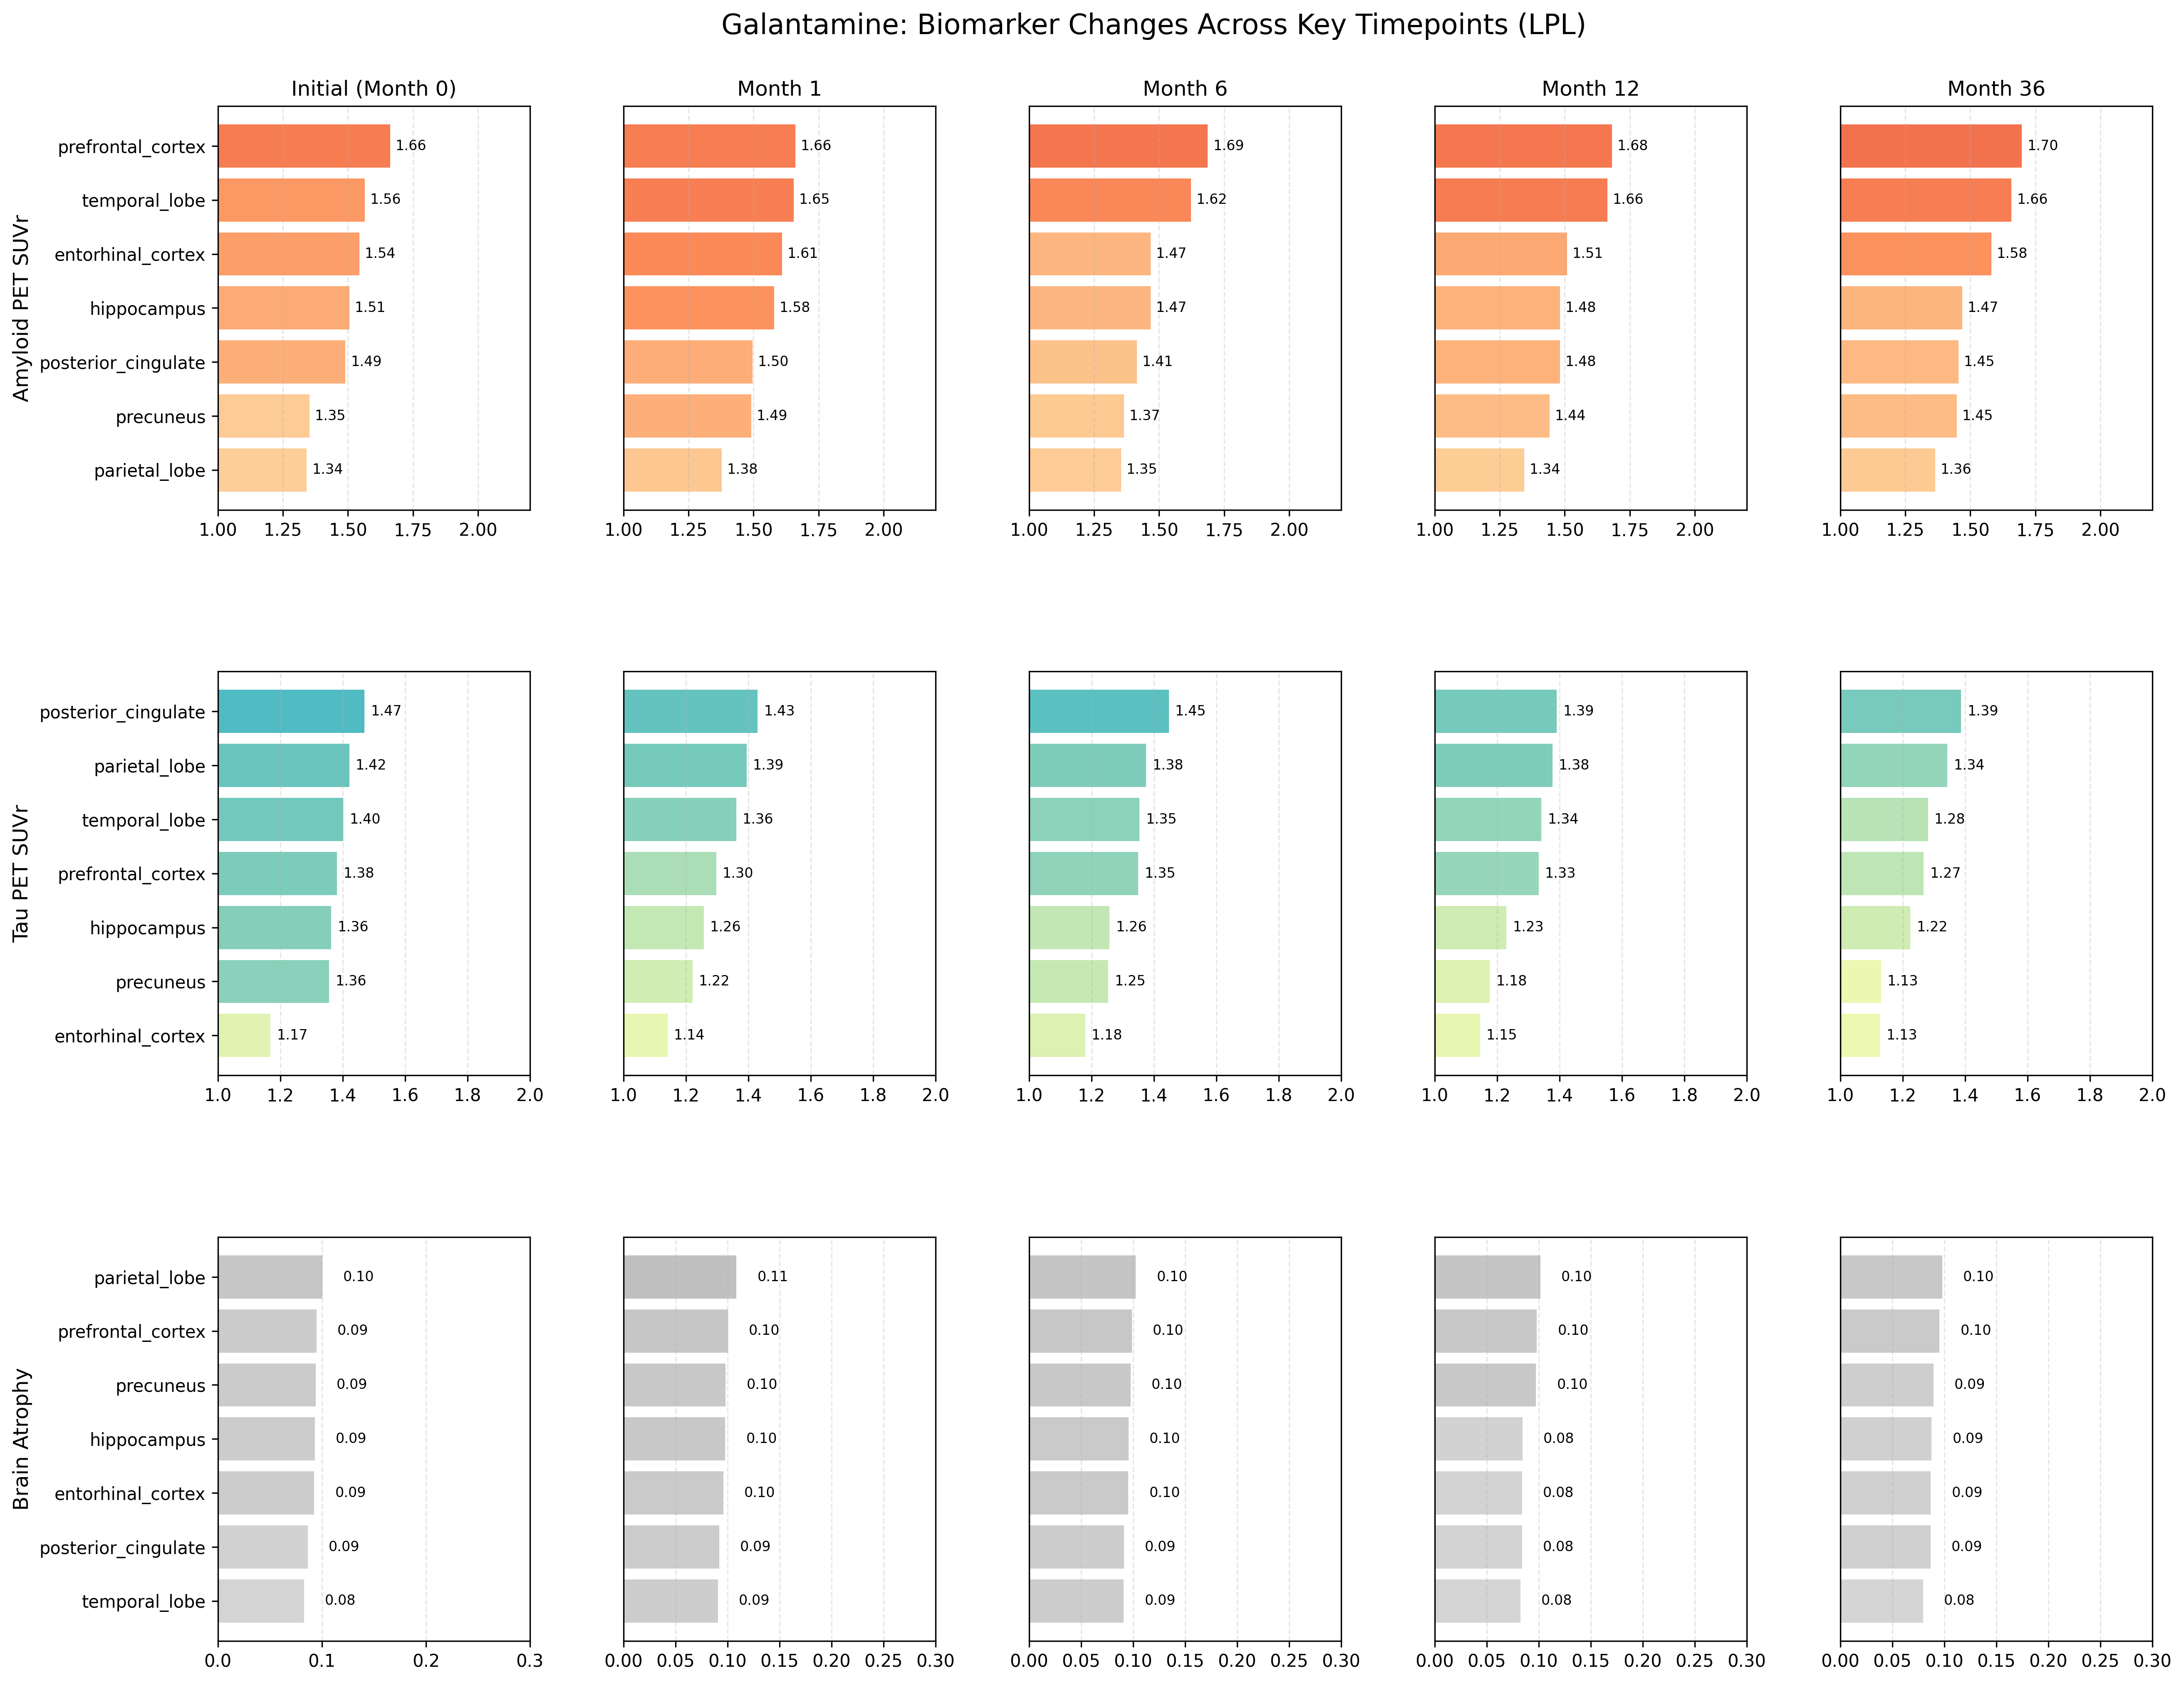 Galantamine: Biomarker Changes Across Key Timepoints (LPL)
Initial (Month 0)
Month 1
Month 6
Month 12
Month 36
Amyloid PET SUVr
prefrontal_cortex 1.66 1.66 1.69 1.68 1.70
temporal_lobe 1.56 1.65 1.62 1.66 1.66
entorhinal_cortex 1.54 1.61 1.47 1.51 1.58
hippocampus 1.51 1.58 1.47 1.48 1.47
posterior_cingulate 1.49 1.50 1.41 1.48 1.45
precuneus 1.35 1.49 1.37 1.44 1.45
parietal_lobe 1.34 1.38 1.35 1.34 1.36
1.00 1.25 1.50 1.75 2.00
1.00 1.25 1.50 1.75 2.00
1.00 1.25 1.50 1.75 2.00
1.00 1.25 1.50 1.75 2.00
1.00 1.25 1.50 1.75 2.00
Tau PET SUVr
posterior_cingulate 1.47 1.43 1.45 1.39 1.39
parietal_lobe 1.42 1.39 1.38 1.38 1.34
temporal_lobe 1.40 1.36 1.35 1.34 1.28
prefrontal_cortex 1.38 1.30 1.35 1.33 1.27
hippocampus 1.36 1.26 1.26 1.23 1.22
precuneus 1.36 1.22 1.25 1.18 1.13
entorhinal_cortex 1.17 1.14 1.18 1.15 1.13
1.0 1.2 1.4 1.6 1.8 2.0
1.0 1.2 1.4 1.6 1.8 2.0
1.0 1.2 1.4 1.6 1.8 2.0
1.0 1.2 1.4 1.6 1.8 2.0
1.0 1.2 1.4 1.6 1.8 2.0
Brain Atrophy
parietal_lobe 0.10 0.11 0.10 0.10 0.10
prefrontal_cortex 0.09 0.10 0.10 0.10 0.10
precuneus 0.09 0.10 0.10 0.10 0.09
hippocampus 0.09 0.10 0.10 0.08 0.09
entorhinal_cortex 0.09 0.10 0.10 0.08 0.09
posterior_cingulate 0.09 0.09 0.09 0.08 0.09
temporal_lobe 0.08 0.09 0.09 0.08 0.08
0.0 0.1 0.2 0.3
0.00 0.05 0.10 0.15 0.20 0.25 0.30
0.00 0.05 0.10 0.15 0.20 0.25 0.30
0.00 0.05 0.10 0.15 0.20 0.25 0.30
0.00 0.05 0.10 0.15 0.20 0.25 0.30